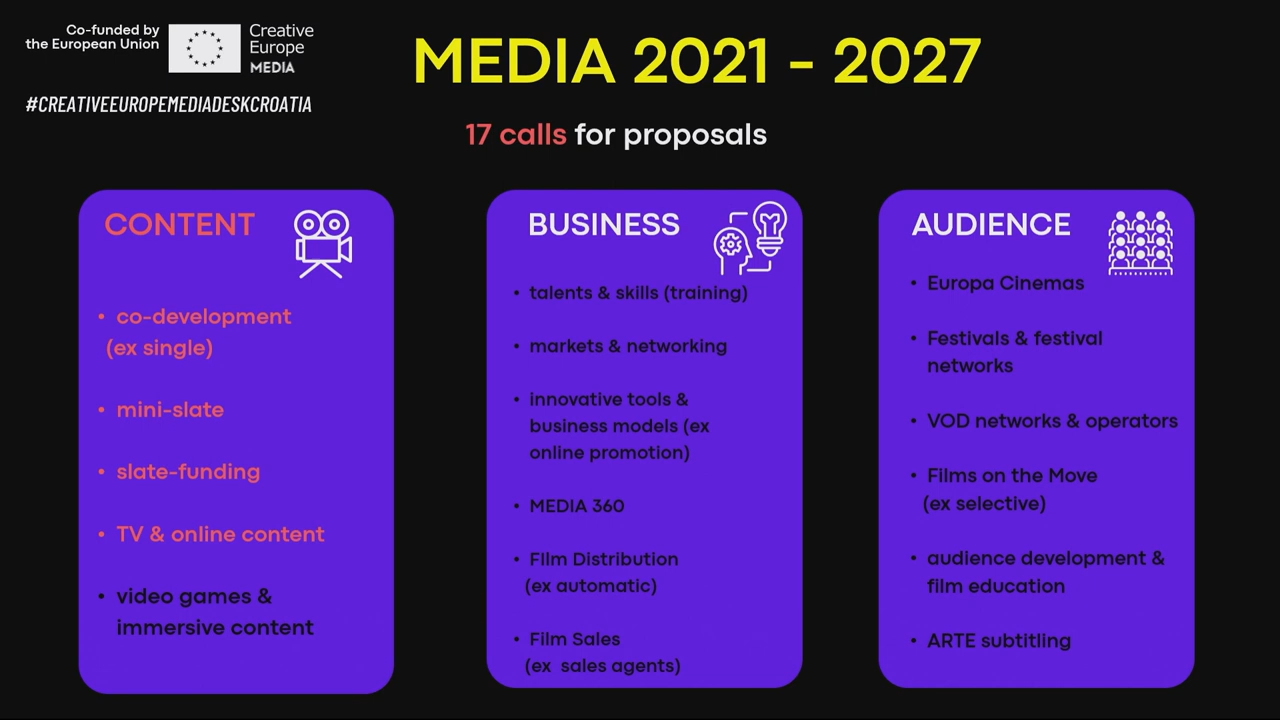 Co-funded by
the European Union
Creative
Europe
MEDIA
#CREATIVEEUROPEMEDIADESKCROATIA
MEDIA 2021 - 2027
17 calls for proposals
CONTENT
• co-development
(ex single)
• mini-slate
• slate-funding
• TV & online content
• video games &
immersive content
BUSINESS
• talents & skills (training)
• markets & networking
• innovative tools &
business models (ex
online promotion)
• MEDIA 360
• FIlm Distribution
(ex automatic)
• Film Sales
(ex sales agents)
AUDIENCE
• Europa Cinemas
• Festivals & festival
networks
• VOD networks & operators
• Films on the Move
(ex selective)
• audience development &
film education
• ARTE subtitling